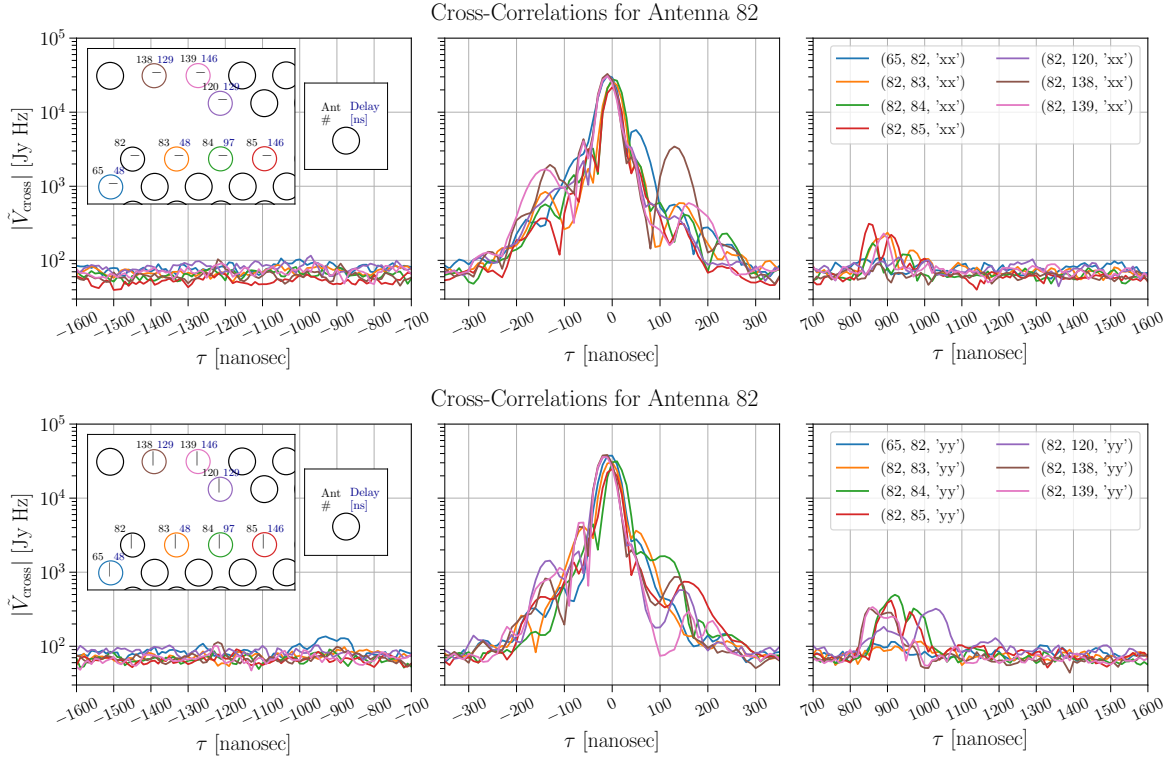 Cross-Correlations for Antenna 82
|Ṽcross| [Jy Hz]
10^5
10^4
10^3
10^2
138 129 139 146
120 129
82 83 48 84 97 85 146
65 48
Ant Delay
# [ns]
(65, 82, 'xx') (82, 120, 'xx')
(82, 83, 'xx') (82, 138, 'xx')
(82, 84, 'xx') (82, 139, 'xx')
(82, 85, 'xx')
−1600 −1500 −1400 −1300 −1200 −1100 −1000 −900 −800 −700
−300 −200 −100 0 100 200 300
700 800 900 1000 1100 1200 1300 1400 1500 1600
τ [nanosec] τ [nanosec] τ [nanosec]
Cross-Correlations for Antenna 82
|Ṽcross| [Jy Hz]
10^5
10^4
10^3
10^2
138 129 139 146
120 129
82 83 48 84 97 85 146
65 48
Ant Delay
# [ns]
(65, 82, 'yy') (82, 120, 'yy')
(82, 83, 'yy') (82, 138, 'yy')
(82, 84, 'yy') (82, 139, 'yy')
(82, 85, 'yy')
−1600 −1500 −1400 −1300 −1200 −1100 −1000 −900 −800 −700
−300 −200 −100 0 100 200 300
700 800 900 1000 1100 1200 1300 1400 1500 1600
τ [nanosec] τ [nanosec] τ [nanosec]